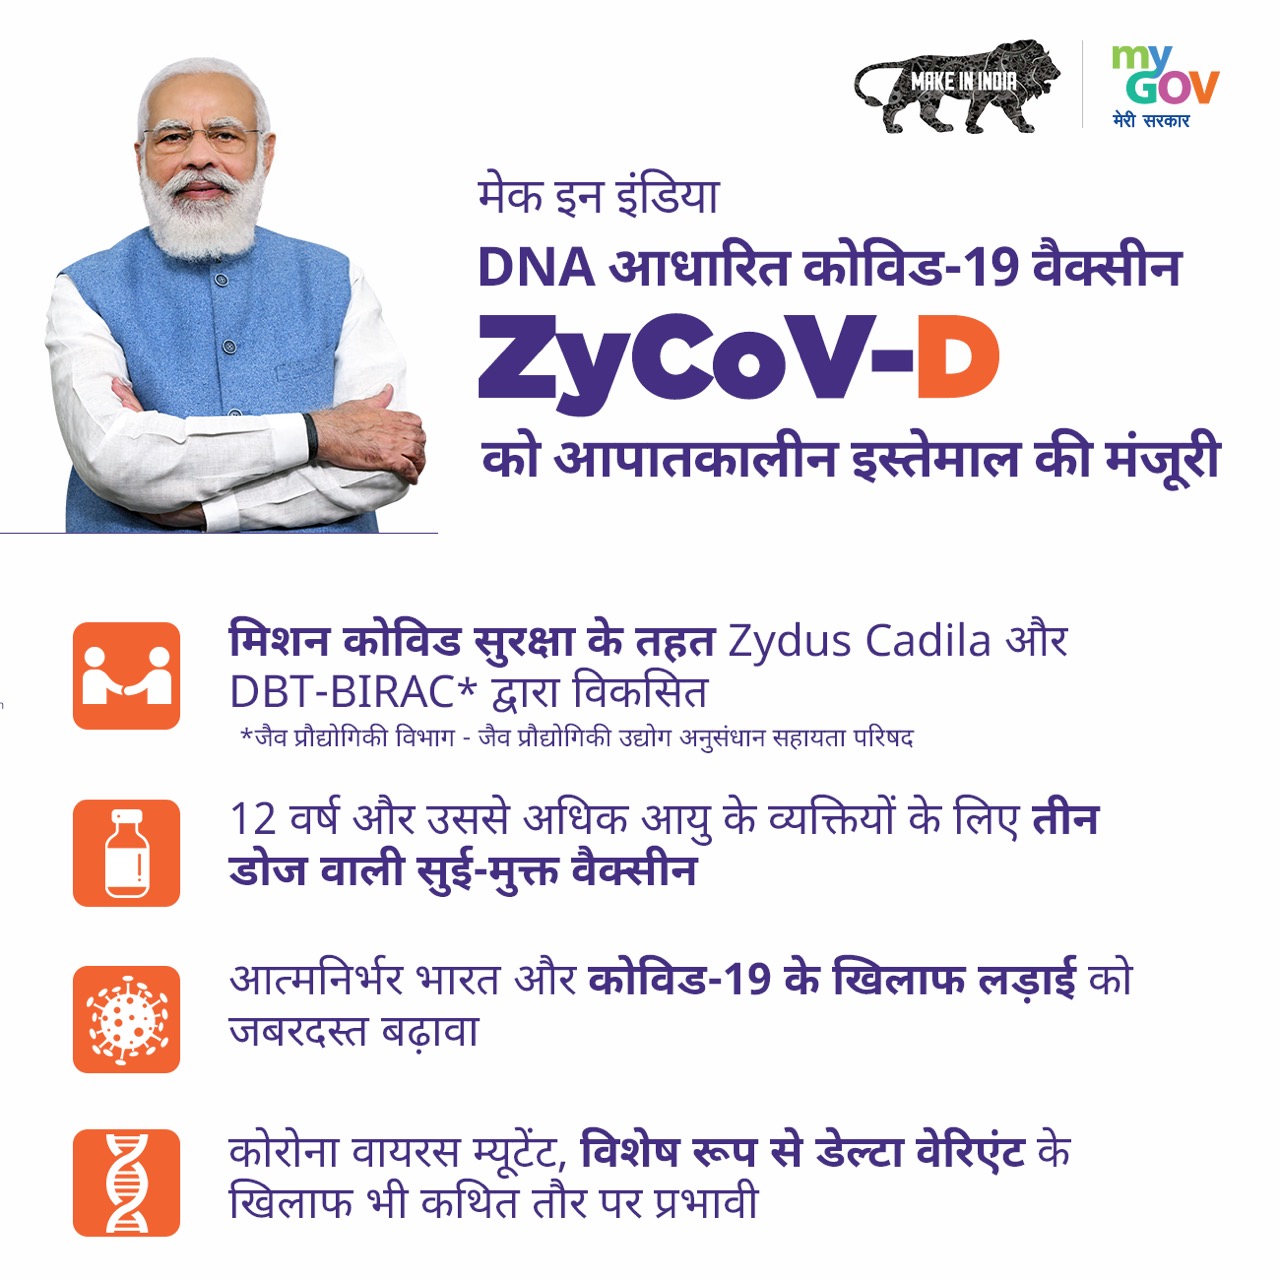 MAKE IN INDIA
my
GOV
मेरी सरकार
मेक इन इंडिया
DNA आधारित कोविड-19 वैक्सीन
ZyCoV-D
को आपातकालीन इस्तेमाल की मंजूरी
मिशन कोविड सुरक्षा के तहत Zydus Cadila और
DBT-BIRAC* द्वारा विकसित
*जैव प्रौद्योगिकी विभाग - जैव प्रौद्योगिकी उद्योग अनुसंधान सहायता परिषद
12 वर्ष और उससे अधिक आयु के व्यक्तियों के लिए तीन
डोज वाली सुई-मुक्त वैक्सीन
आत्मनिर्भर भारत और कोविड-19 के खिलाफ लड़ाई को
जबरदस्त बढ़ावा
कोरोना वायरस म्यूटेंट, विशेष रूप से डेल्टा वेरिएंट के
खिलाफ भी कथित तौर पर प्रभावी